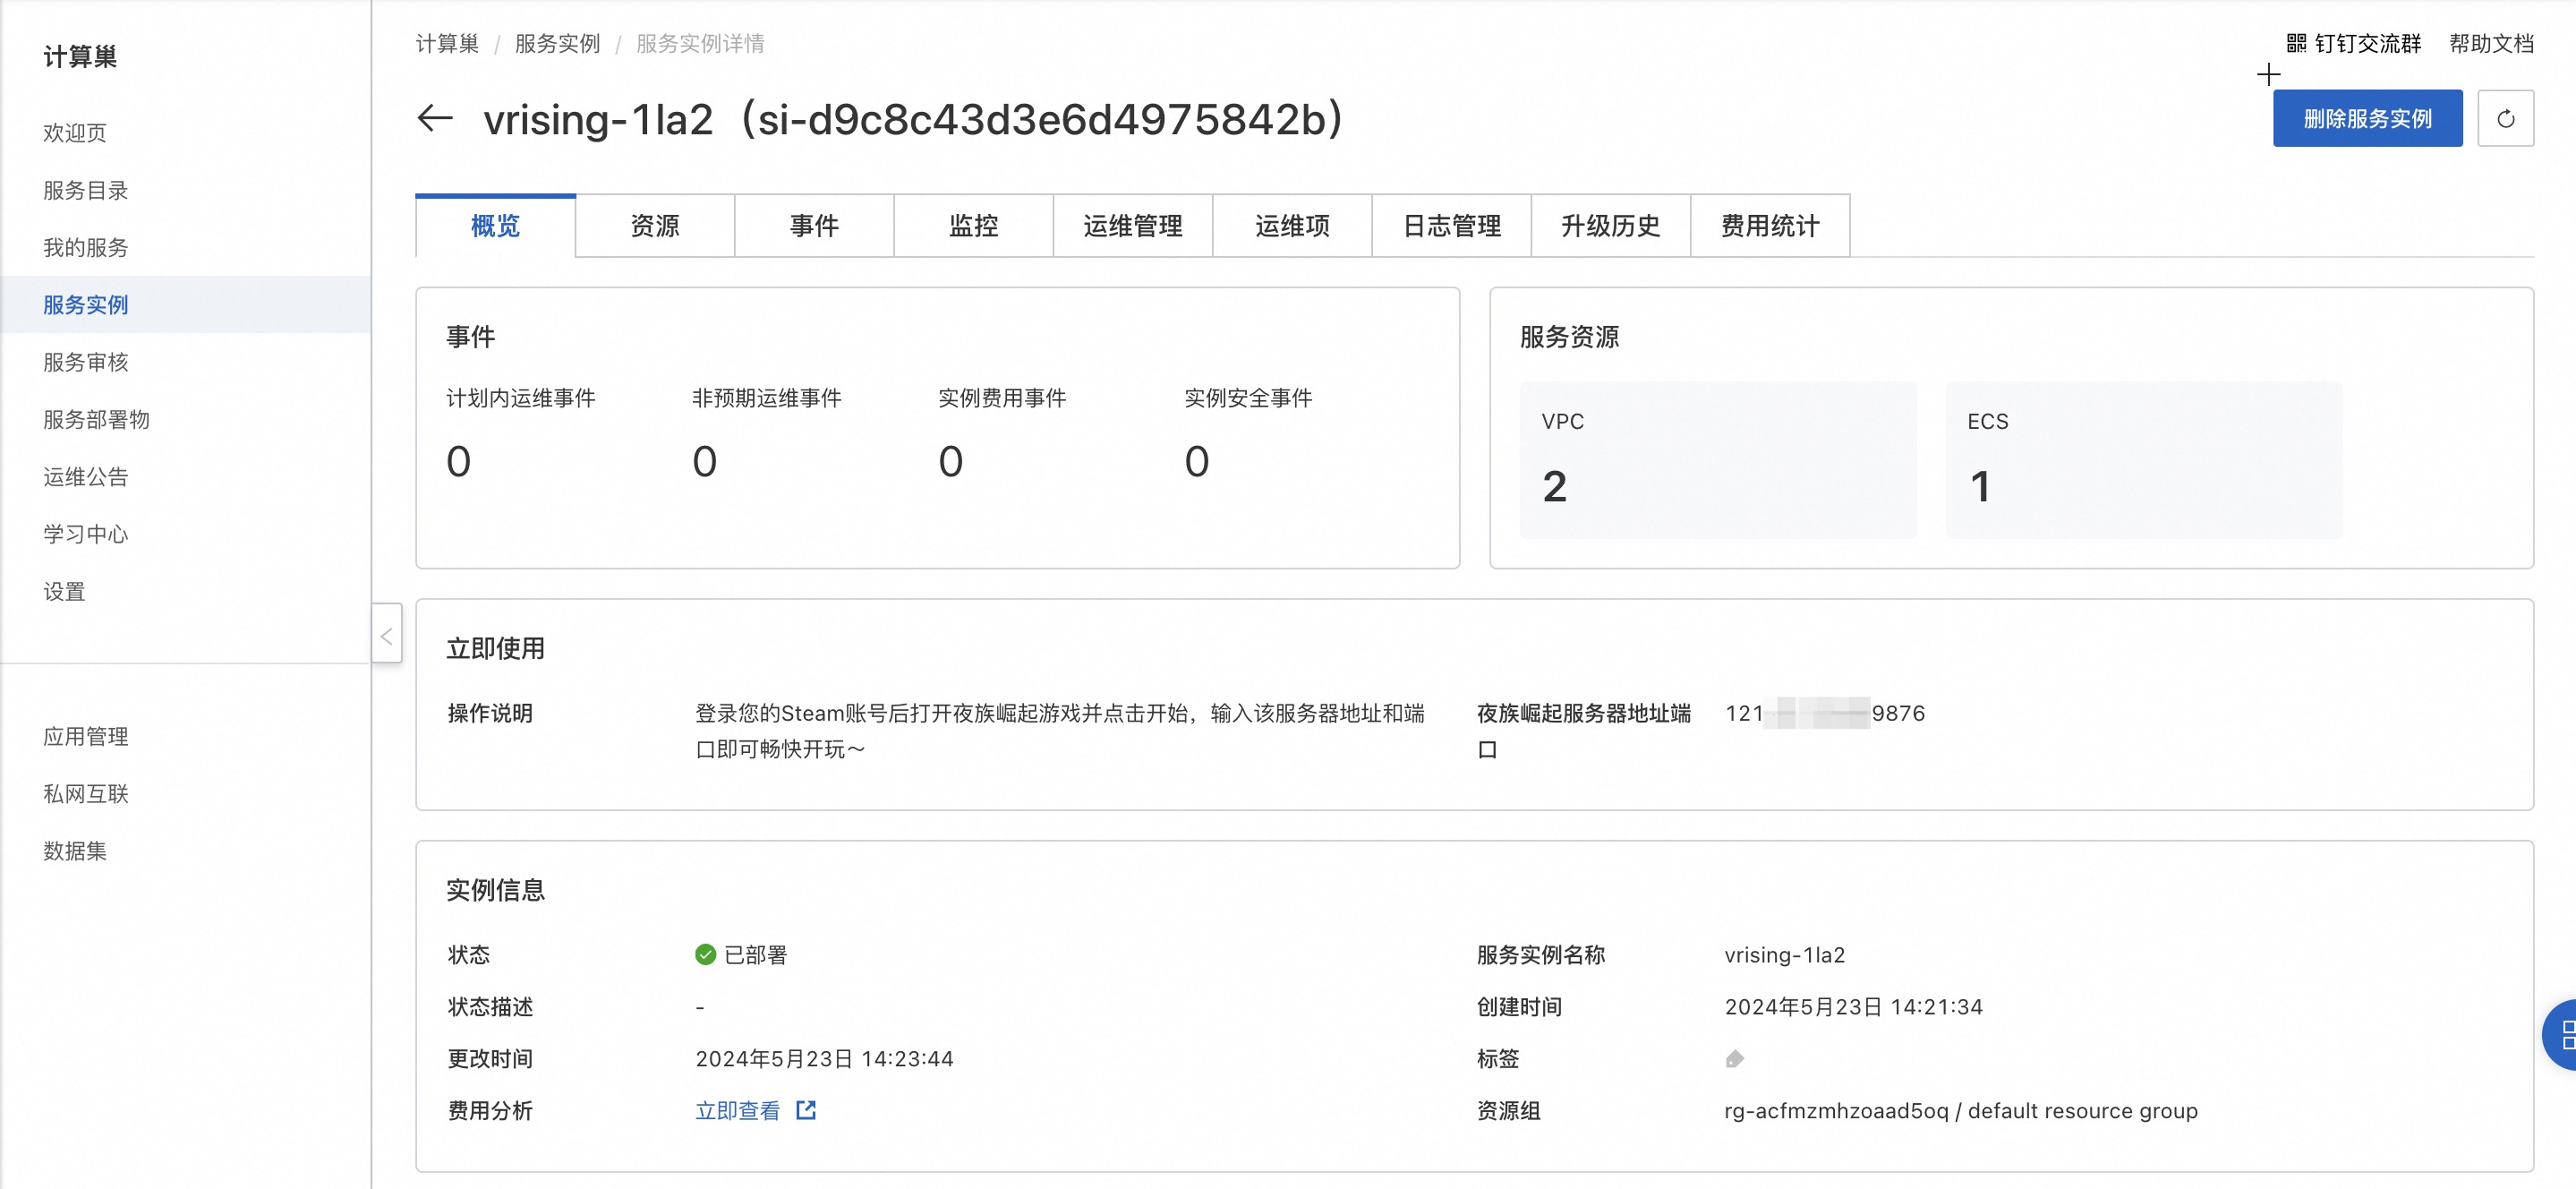 计算巢
欢迎页
服务目录
我的服务
服务实例
服务审核
服务部署物
运维公告
学习中心
设置
应用管理
私网互联
数据集
计算巢 / 服务实例 / 服务实例详情
钉钉交流群 帮助文档
vrising-1la2（si-d9c8c43d3e6d4975842b）
删除服务实例
概览 资源 事件 监控 运维管理 运维项 日志管理 升级历史 费用统计
事件
计划内运维事件 非预期运维事件 实例费用事件 实例安全事件
0 0 0 0
服务资源
VPC ECS
2 1
立即使用
操作说明
登录您的Steam账号后打开夜族崛起游戏并点击开始，输入该服务器地址和端
口即可畅快开玩～
夜族崛起服务器地址端
口
121 9876
实例信息
状态 已部署
服务实例名称 vrising-1la2
状态描述 -
创建时间 2024年5月23日 14:21:34
更改时间 2024年5月23日 14:23:44
标签
费用分析 立即查看
资源组 rg-acfmzmhzoaad5oq / default resource group